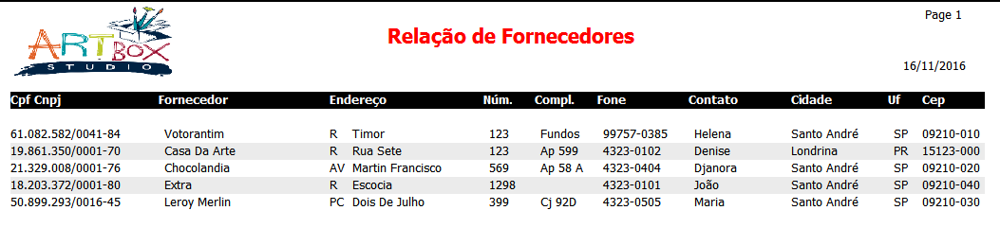 Page 1
ARTBOX
STUDIO
Relação de Fornecedores
16/11/2016
Cpf Cnpj Fornecedor Endereço Núm. Compl. Fone Contato Cidade Uf Cep
61.082.582/0041-84 Votorantim R Timor 123 Fundos 99757-0385 Helena Santo André SP 09210-010
19.861.350/0001-70 Casa Da Arte R Rua Sete 123 Ap 599 4323-0102 Denise Londrina PR 15123-000
21.329.008/0001-76 Chocolandia AV Martin Francisco 569 Ap 58 A 4323-0404 Djanora Santo André SP 09210-020
18.203.372/0001-80 Extra R Escocia 1298 4323-0101 João Santo André SP 09210-040
50.899.293/0016-45 Leroy Merlin PC Dois De Julho 399 Cj 92D 4323-0505 Maria Santo André SP 09210-030